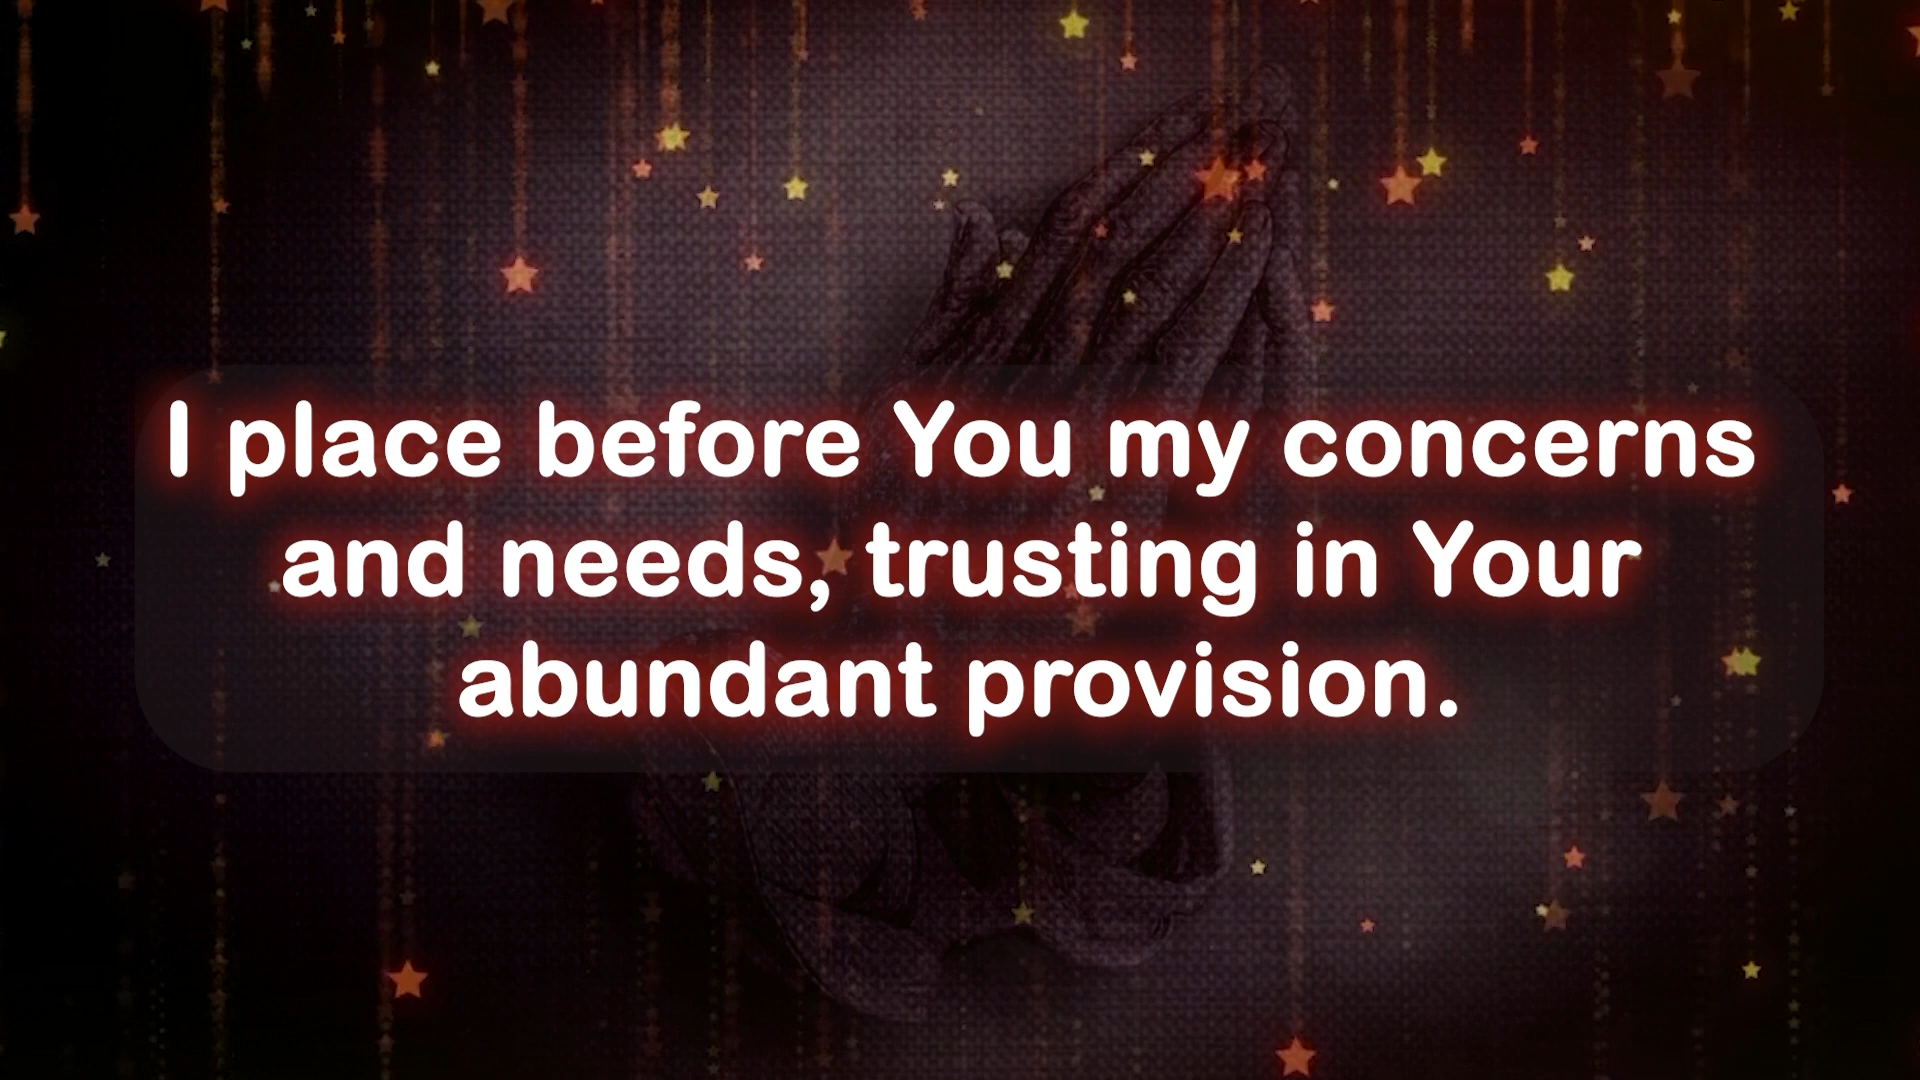 I place before You my concerns
and needs, trusting in Your
abundant provision.